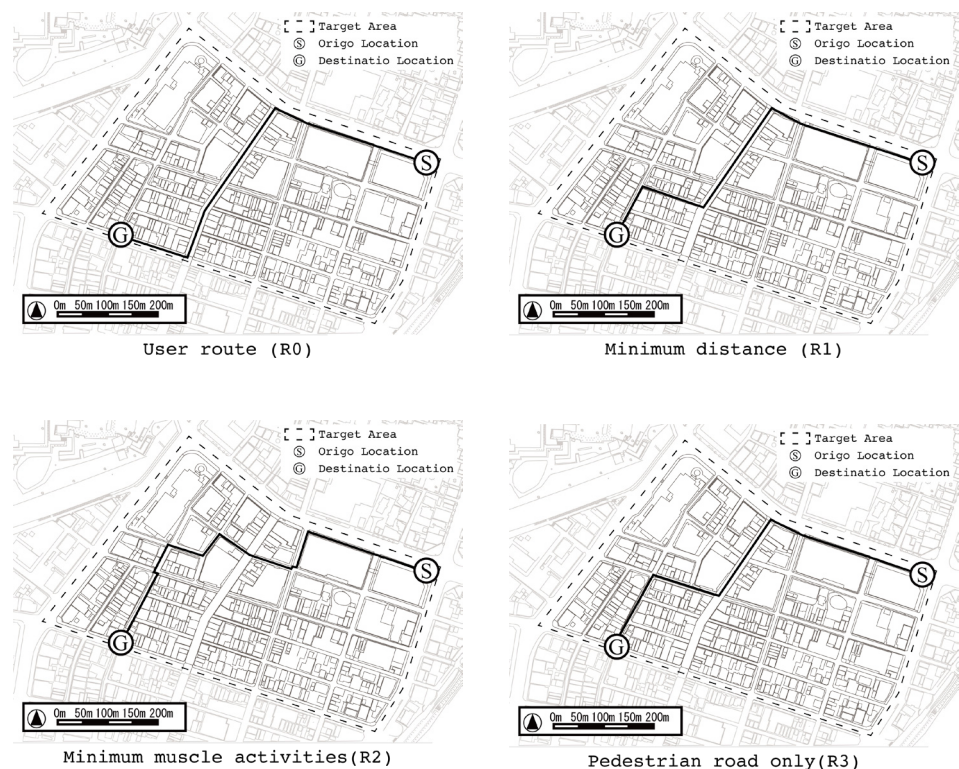 Target Area
S Origo Location
G Destinatio Location
S
G
0m 50m 100m 150m 200m
User route (R0)
Target Area
S Origo Location
G Destinatio Location
S
G
0m 50m 100m 150m 200m
Minimum distance (R1)
Target Area
S Origo Location
G Destinatio Location
S
G
0m 50m 100m 150m 200m
Minimum muscle activities(R2)
Target Area
S Origo Location
G Destinatio Location
S
G
0m 50m 100m 150m 200m
Pedestrian road only(R3)